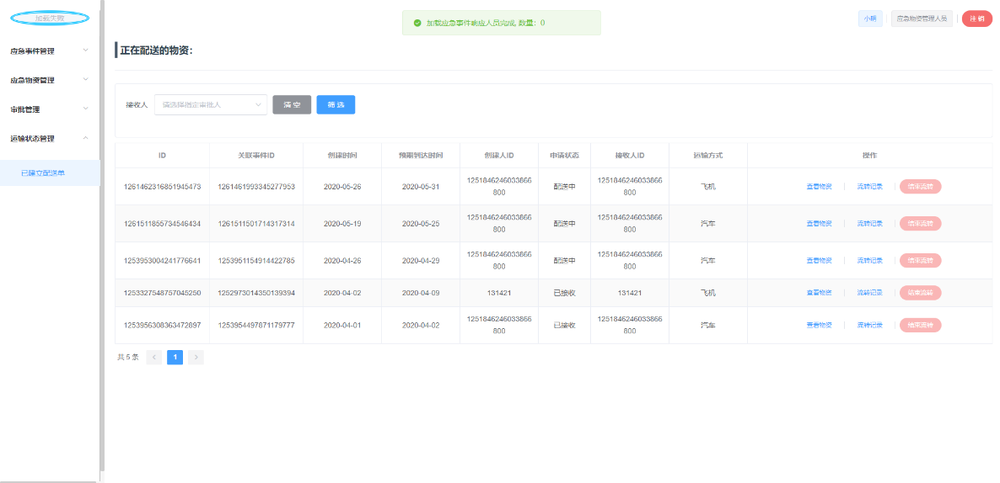 加载失败
加载应急事件响应人员完成, 数量：0
小明
应急物资管理人员
注 销
应急事件管理
应急物资管理
审批管理
运输状态管理
已建立配送单
正在配送的物资：
接收人
请选择指定审批人
清 空
筛 选
ID 关联事件ID 创建时间 预期到达时间 创建人ID 申请状态 接收人ID 运输方式 操作
1261462316851945473 1261461993345277953 2020-05-26 2020-05-31 1251846246033866800 配送中 1251846246033866800 飞机 查看物资 流转记录 结束流转
1261511855734546434 1261511501714317314 2020-05-19 2020-05-25 1251846246033866800 配送中 1251846246033866800 汽车 查看物资 流转记录 结束流转
1253953004241776641 1253951154914422785 2020-04-26 2020-04-29 1251846246033866800 配送中 1251846246033866800 汽车 查看物资 流转记录 结束流转
1253327548757045250 1252973014350139394 2020-04-02 2020-04-09 131421 已接收 131421 飞机 查看物资 流转记录 结束流转
1253956308363472897 1253954497871179777 2020-04-01 2020-04-02 1251846246033866800 已接收 1251846246033866800 汽车 查看物资 流转记录 结束流转
共 5 条 1